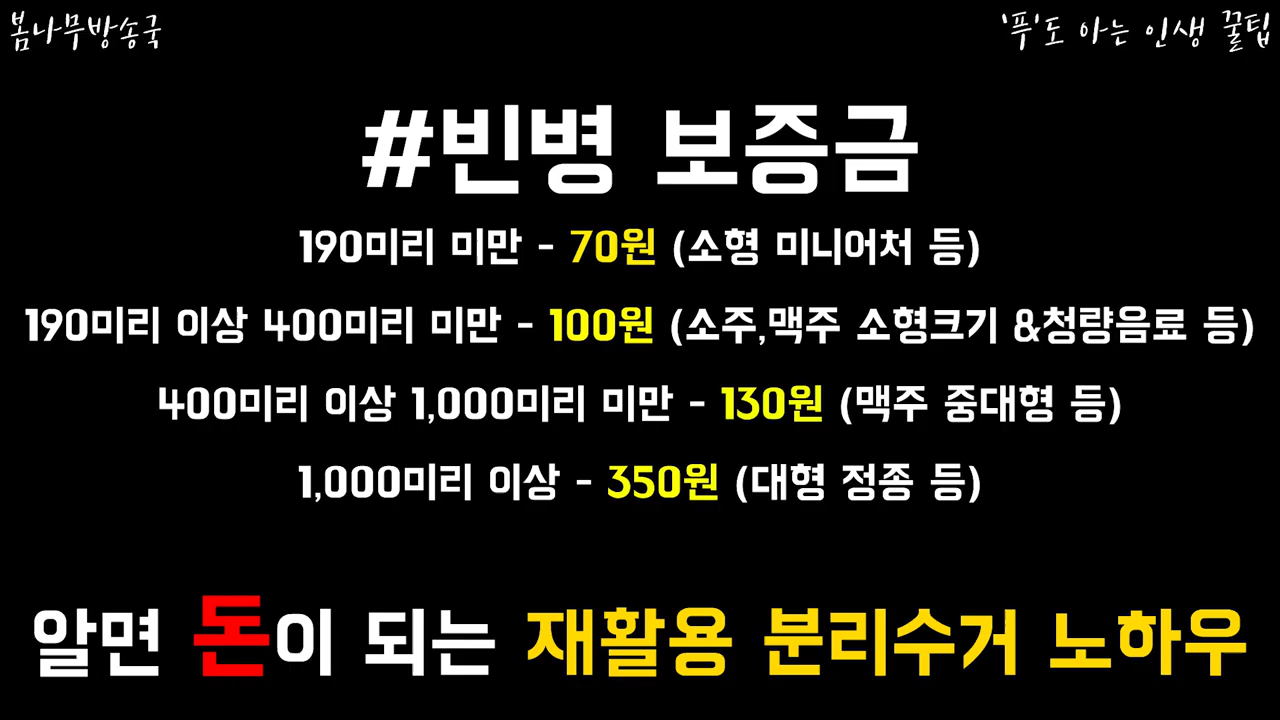 봄나무방송국
'푸'도 아는 인생 꿀팁
#빈병 보증금
190미리 미만 - 70원 (소형 미니어처 등)
190미리 이상 400미리 미만 - 100원 (소주,맥주 소형크기 &청량음료 등)
400미리 이상 1,000미리 미만 - 130원 (맥주 중대형 등)
1,000미리 이상 - 350원 (대형 정종 등)
알면 돈이 되는 재활용 분리수거 노하우